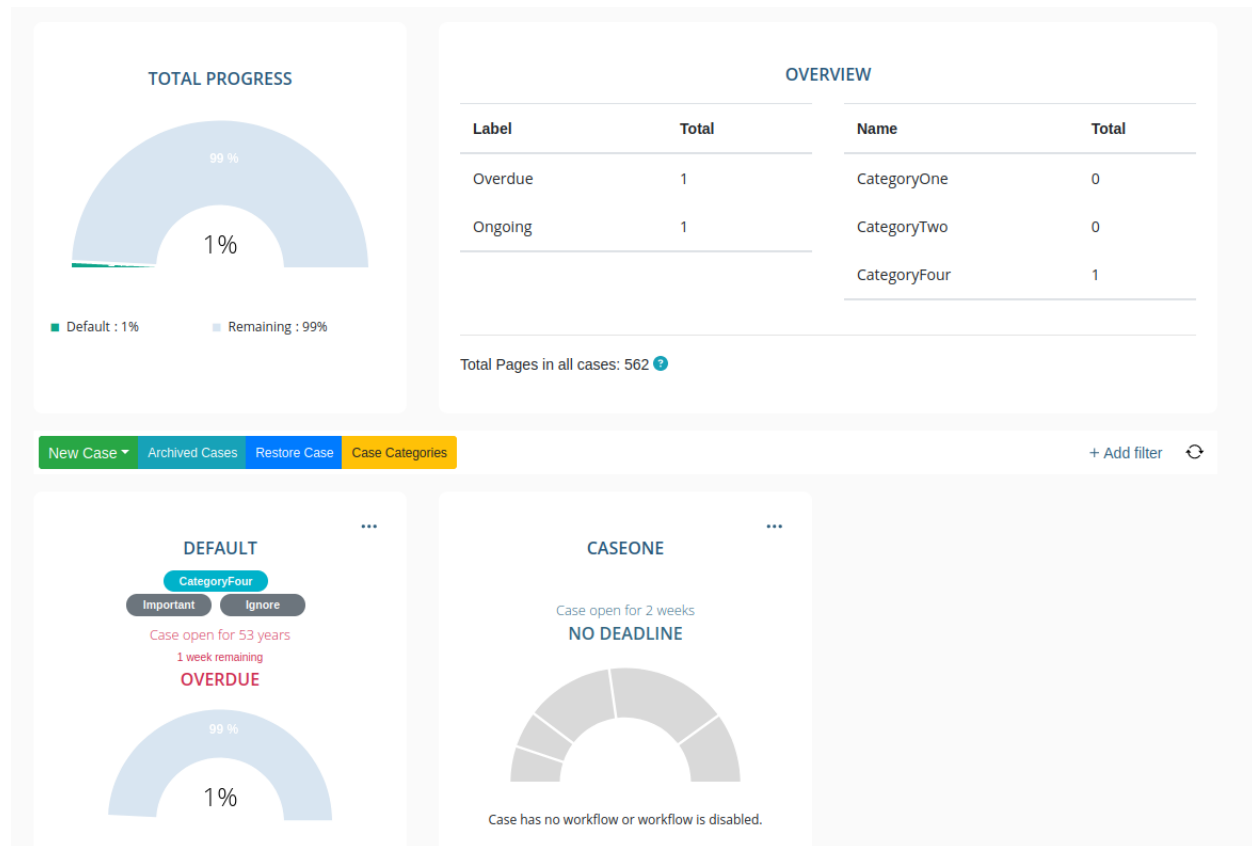 TOTAL PROGRESS
99 %
1%
Default : 1%
Remaining : 99%
OVERVIEW
Label Total
Overdue 1
Ongoing 1
Name Total
CategoryOne 0
CategoryTwo 0
CategoryFour 1
Total Pages in all cases: 562 ?
New Case Archived Cases Restore Case Case Categories + Add filter
DEFAULT
CategoryFour
Important Ignore
Case open for 53 years
1 week remaining
OVERDUE
99 %
1%
CASEONE
Case open for 2 weeks
NO DEADLINE
Case has no workflow or workflow is disabled.